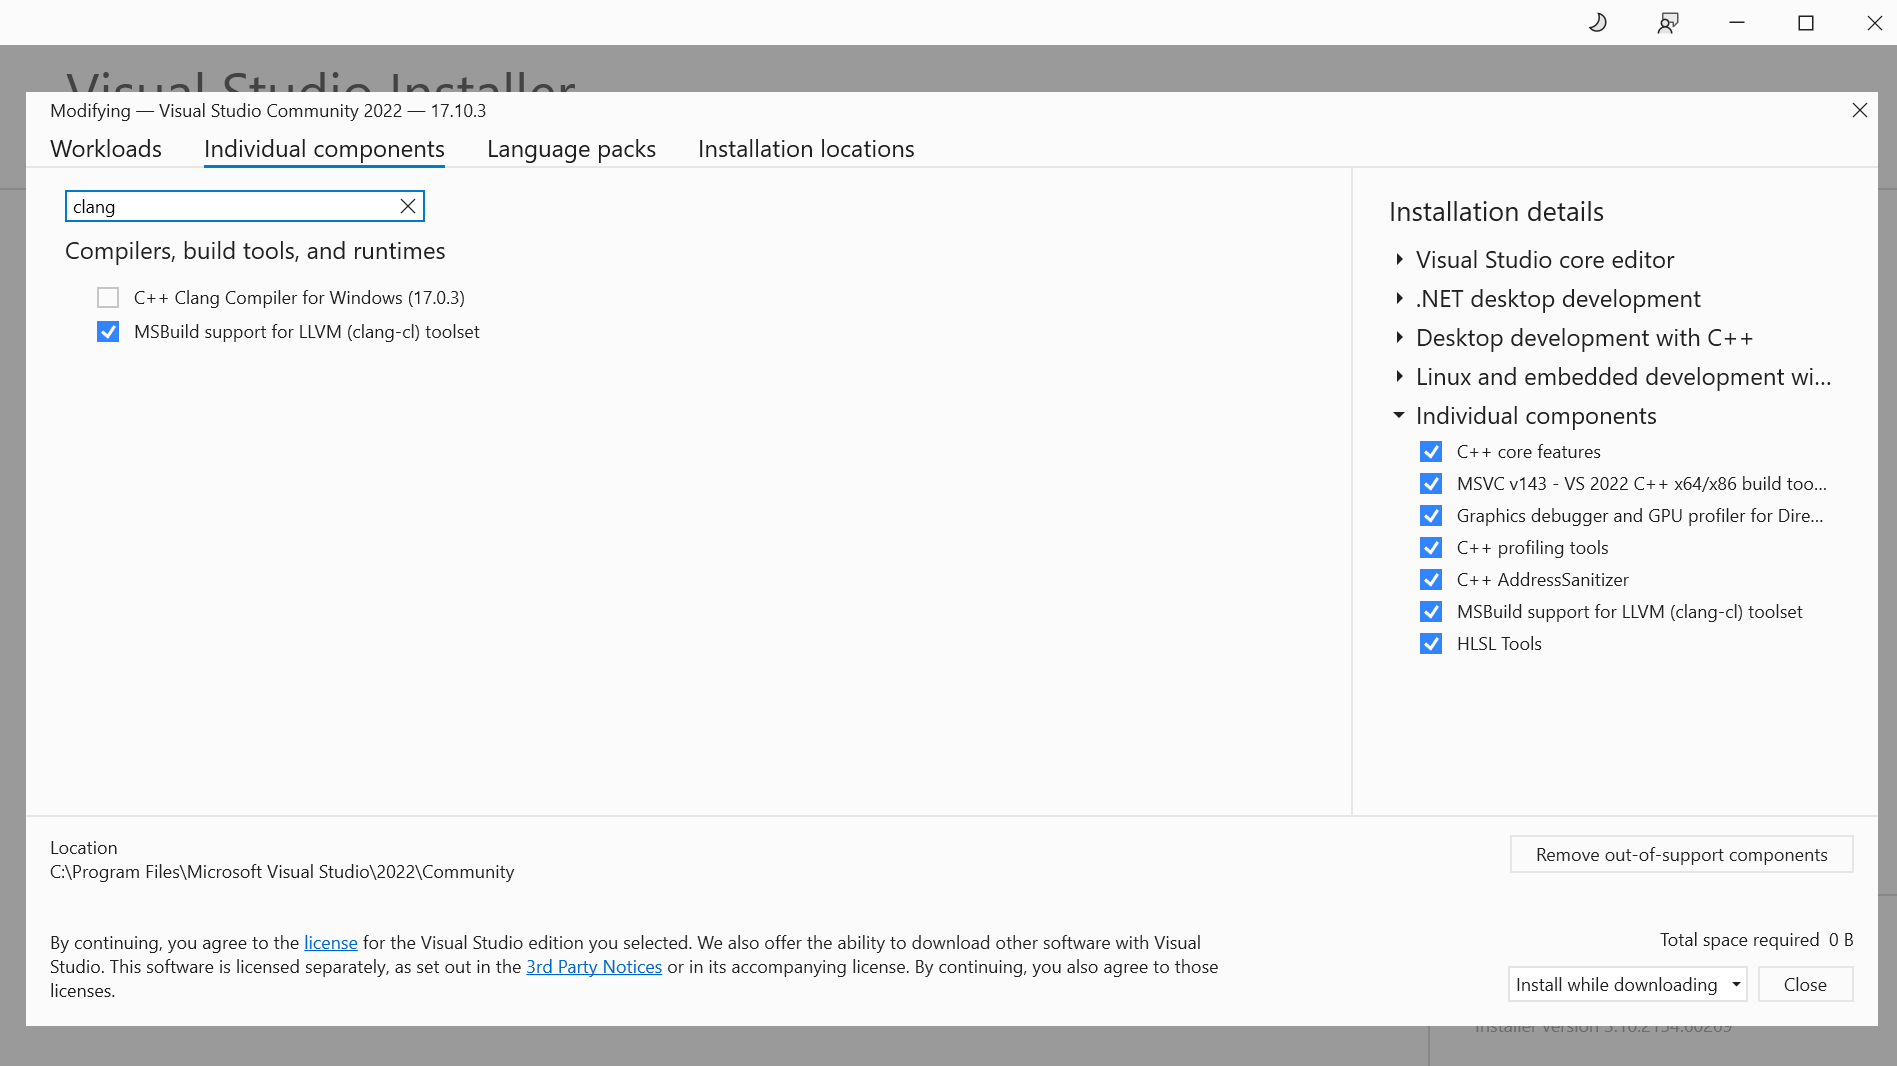 Visual Studio Installer
Modifying — Visual Studio Community 2022 — 17.10.3
Workloads
Individual components
Language packs
Installation locations
clang
Compilers, build tools, and runtimes
C++ Clang Compiler for Windows (17.0.3)
MSBuild support for LLVM (clang-cl) toolset
Installation details
Visual Studio core editor
.NET desktop development
Desktop development with C++
Linux and embedded development wi...
Individual components
C++ core features
MSVC v143 - VS 2022 C++ x64/x86 build too...
Graphics debugger and GPU profiler for Dire...
C++ profiling tools
C++ AddressSanitizer
MSBuild support for LLVM (clang-cl) toolset
HLSL Tools
Location
C:\Program Files\Microsoft Visual Studio\2022\Community
Remove out-of-support components
By continuing, you agree to the license for the Visual Studio edition you selected. We also offer the ability to download other software with Visual
Studio. This software is licensed separately, as set out in the 3rd Party Notices or in its accompanying license. By continuing, you also agree to those
licenses.
Total space required 0 B
Install while downloading
Close
Installer Version